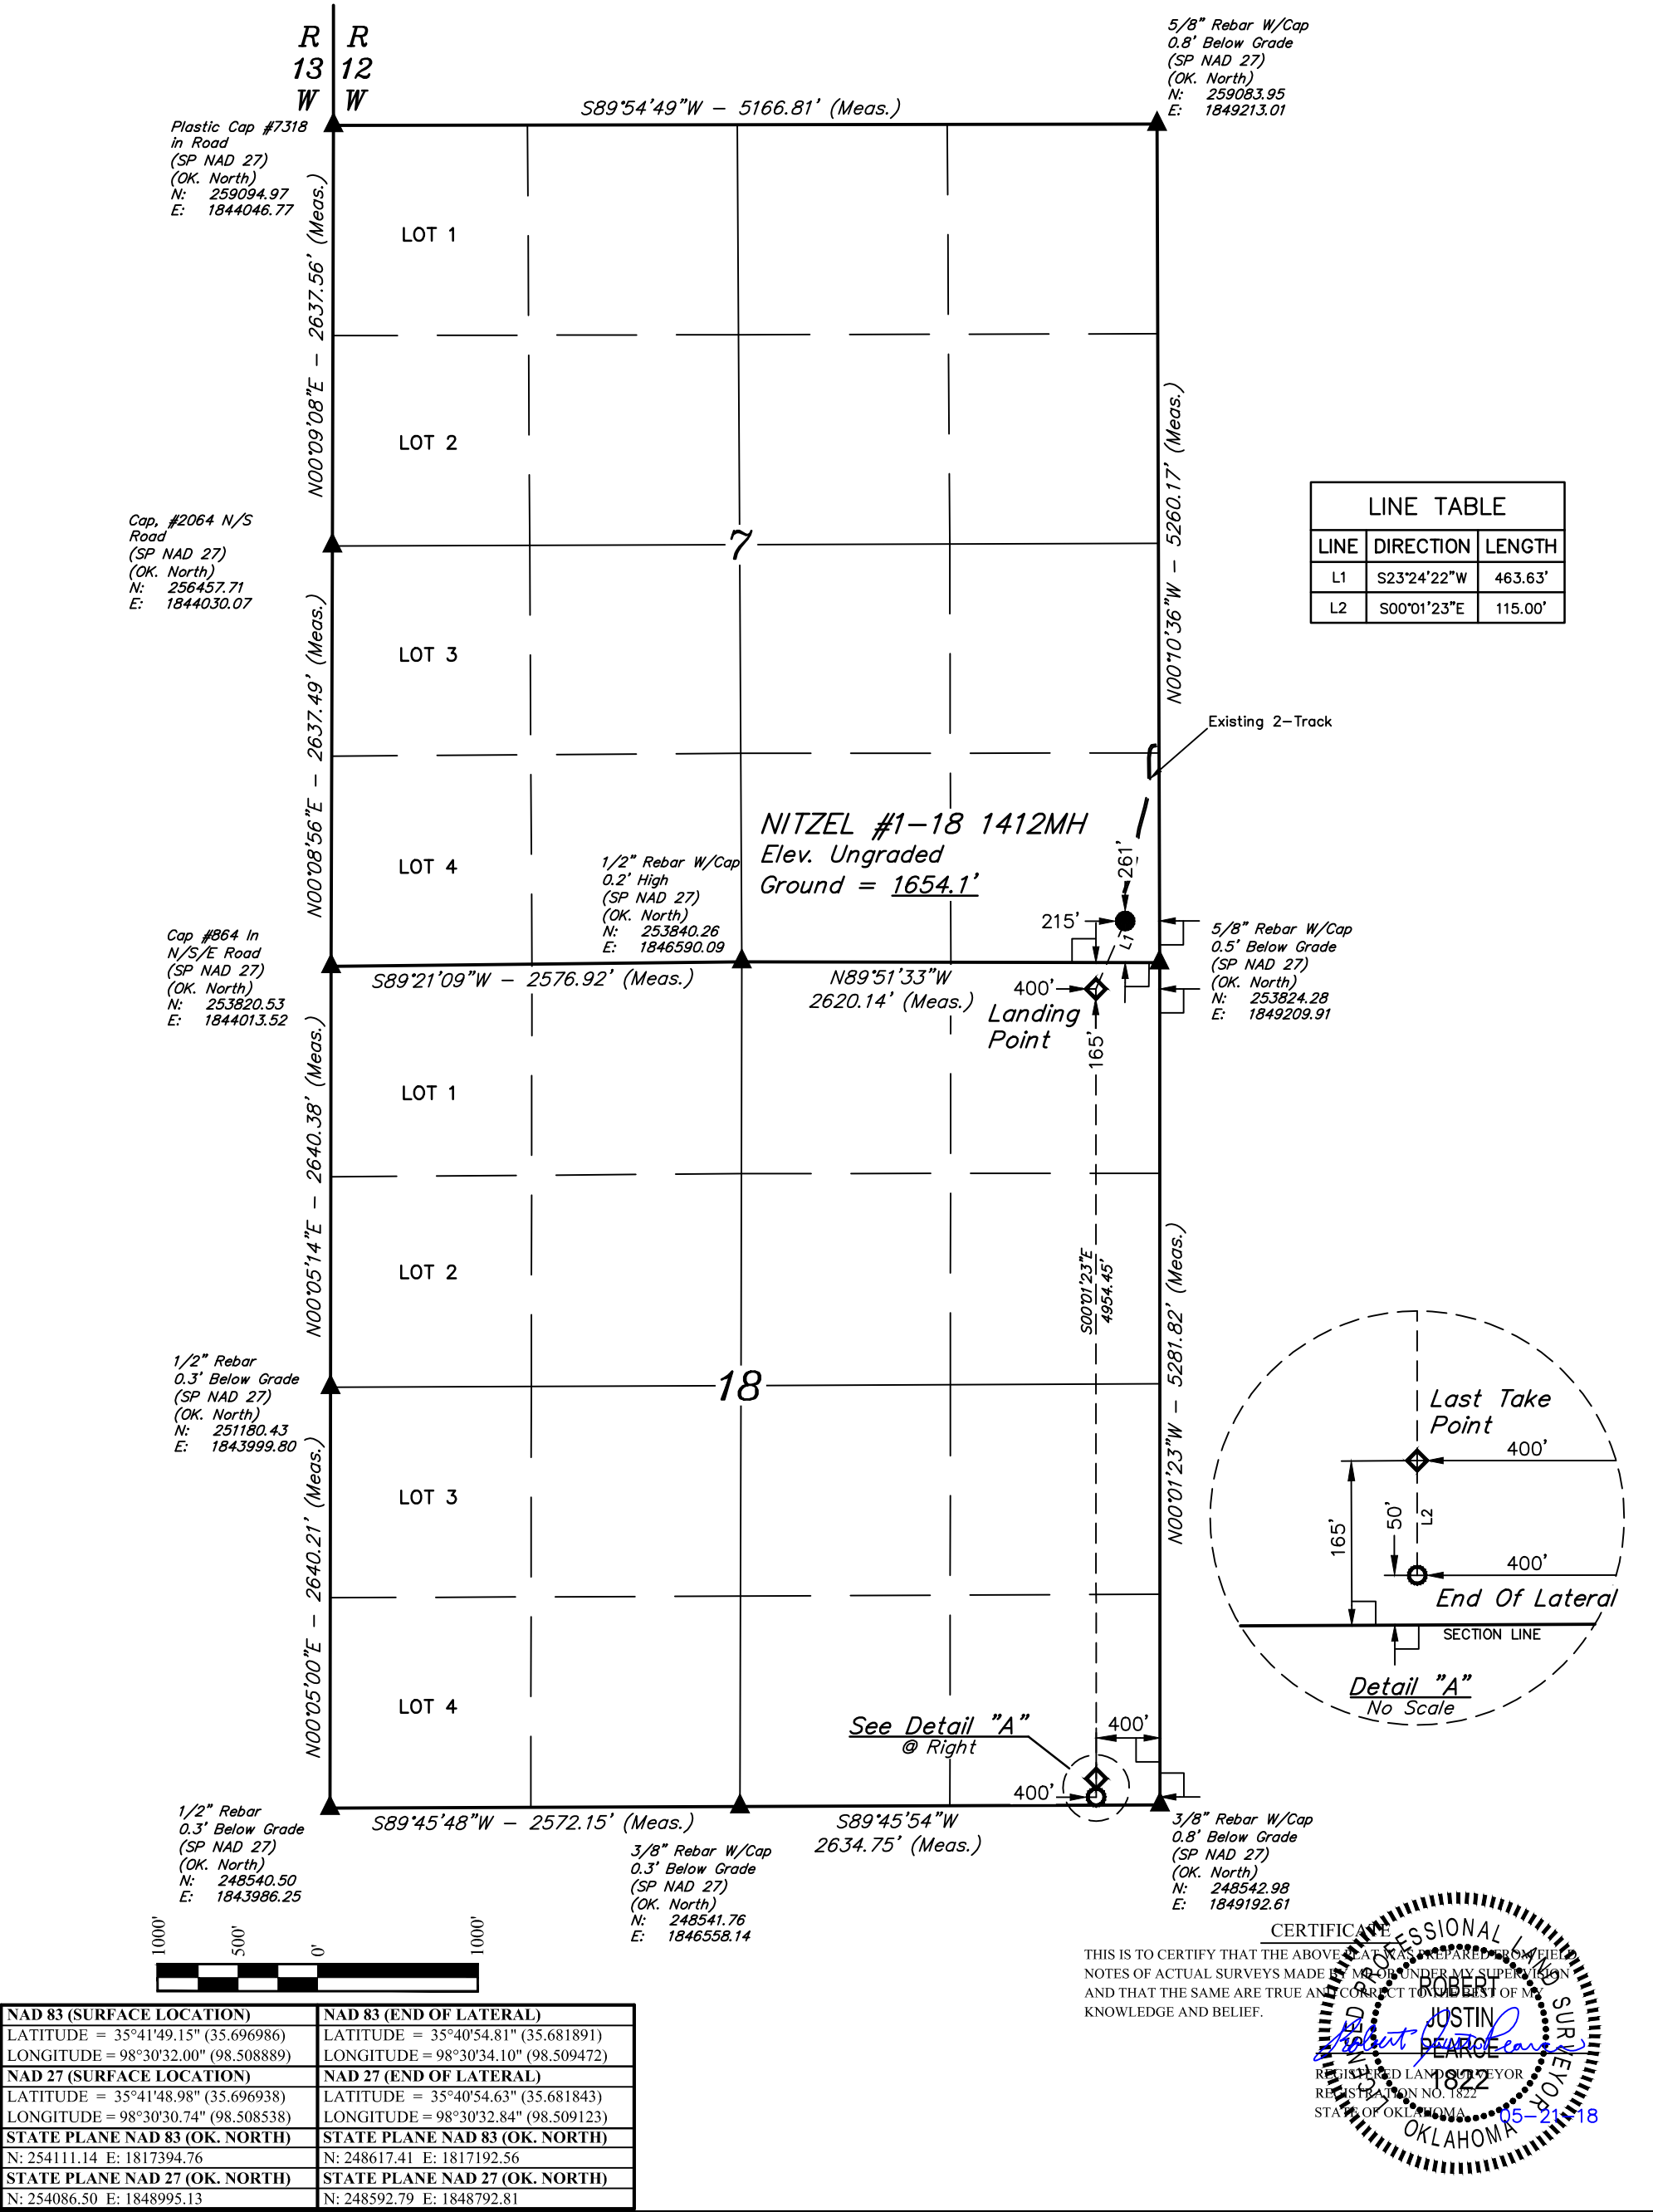 R R
13 12
W W
5/8" Rebar W/Cap
0.8' Below Grade
(SP NAD 27)
(OK. North)
N: 259083.95
E: 1849213.01
S89°54'49"W – 5166.81' (Meas.)
Plastic Cap #7318
in Road
(SP NAD 27)
(OK. North)
N: 259094.97
E: 1844046.77
N00°09'08"E – 2637.56' (Meas.)
LOT 1
LOT 2
N00°10'36"W – 5260.17' (Meas.)
LINE TABLE
LINE DIRECTION LENGTH
L1 S23°24'22"W 463.63'
L2 S00°01'23"E 115.00'
Cap, #2064 N/S
Road
(SP NAD 27)
(OK. North)
N: 256457.71
E: 1844030.07
7
N00°08'56"E – 2637.49' (Meas.)
LOT 3
Existing 2-Track
LOT 4
NITZEL #1-18 1412MH
Elev. Ungraded
Ground = 1654.1'
1/2" Rebar W/Cap
0.2' High
(SP NAD 27)
(OK. North)
N: 253840.26
E: 1846590.09
261'
215'
L1
5/8" Rebar W/Cap
0.5' Below Grade
(SP NAD 27)
(OK. North)
N: 253824.28
E: 1849209.91
Cap #864 In
N/S/E Road
(SP NAD 27)
(OK. North)
N: 253820.53
E: 1844013.52
S89°21'09"W – 2576.92' (Meas.)
N89°51'33"W
2620.14' (Meas.)
400'
Landing
Point
165'
N00°05'14"E – 2640.38' (Meas.)
LOT 1
LOT 2
S00°01'23"E
4954.45'
N00°01'23"W – 5281.82' (Meas.)
1/2" Rebar
0.3' Below Grade
(SP NAD 27)
(OK. North)
N: 251180.43
E: 1843999.80
18
N00°05'00"E – 2640.21' (Meas.)
LOT 3
LOT 4
Last Take
Point
400'
165'
50'
L2
400'
End Of Lateral
SECTION LINE
Detail "A"
No Scale
See Detail "A"
@ Right
400'
400'
S89°45'48"W – 2572.15' (Meas.)
S89°45'54"W
2634.75' (Meas.)
1/2" Rebar
0.3' Below Grade
(SP NAD 27)
(OK. North)
N: 248540.50
E: 1843986.25
3/8" Rebar W/Cap
0.3' Below Grade
(SP NAD 27)
(OK. North)
N: 248541.76
E: 1846558.14
3/8" Rebar W/Cap
0.8' Below Grade
(SP NAD 27)
(OK. North)
N: 248542.98
E: 1849192.61
1000' 500' 0' 1000'
CERTIFICATE
THIS IS TO CERTIFY THAT THE ABOVE PLAT WAS PREPARED FROM FIELD
NOTES OF ACTUAL SURVEYS MADE BY ME OR UNDER MY SUPERVISION
AND THAT THE SAME ARE TRUE AND CORRECT TO THE BEST OF MY
KNOWLEDGE AND BELIEF.
LICENSED PROFESSIONAL LAND SURVEYOR
ROBERT
JUSTIN
PEARCE
1822
OKLAHOMA
Robert Justin Pearce
REGISTERED LAND SURVEYOR
REGISTRATION NO. 1822
STATE OF OKLAHOMA
05-21-18
NAD 83 (SURFACE LOCATION) NAD 83 (END OF LATERAL)
LATITUDE = 35°41'49.15" (35.696986) LATITUDE = 35°40'54.81" (35.681891)
LONGITUDE = 98°30'32.00" (98.508889) LONGITUDE = 98°30'34.10" (98.509472)
NAD 27 (SURFACE LOCATION) NAD 27 (END OF LATERAL)
LATITUDE = 35°41'48.98" (35.696938) LATITUDE = 35°40'54.63" (35.681843)
LONGITUDE = 98°30'30.74" (98.508538) LONGITUDE = 98°30'32.84" (98.509123)
STATE PLANE NAD 83 (OK. NORTH) STATE PLANE NAD 83 (OK. NORTH)
N: 254111.14 E: 1817394.76 N: 248617.41 E: 1817192.56
STATE PLANE NAD 27 (OK. NORTH) STATE PLANE NAD 27 (OK. NORTH)
N: 254086.50 E: 1848995.13 N: 248592.79 E: 1848792.81